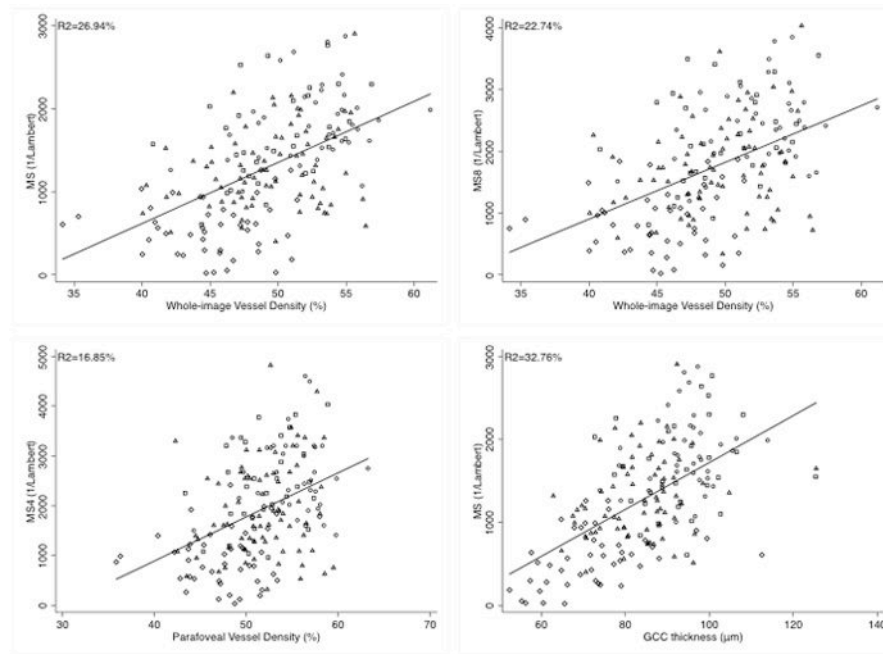 R2=26.94%
MS (1/Lambert)
0 1000 2000 3000
35 40 45 50 55 60
Whole-image Vessel Density (%)
R2=22.74%
MS8 (1/Lambert)
0 1000 2000 3000 4000
35 40 45 50 55 60
Whole-image Vessel Density (%)
R2=16.85%
MS4 (1/Lambert)
0 1000 2000 3000 4000 5000
30 40 50 60 70
Parafoveal Vessel Density (%)
R2=32.76%
MS (1/Lambert)
0 1000 2000 3000
60 80 100 120 140
GCC thickness (μm)